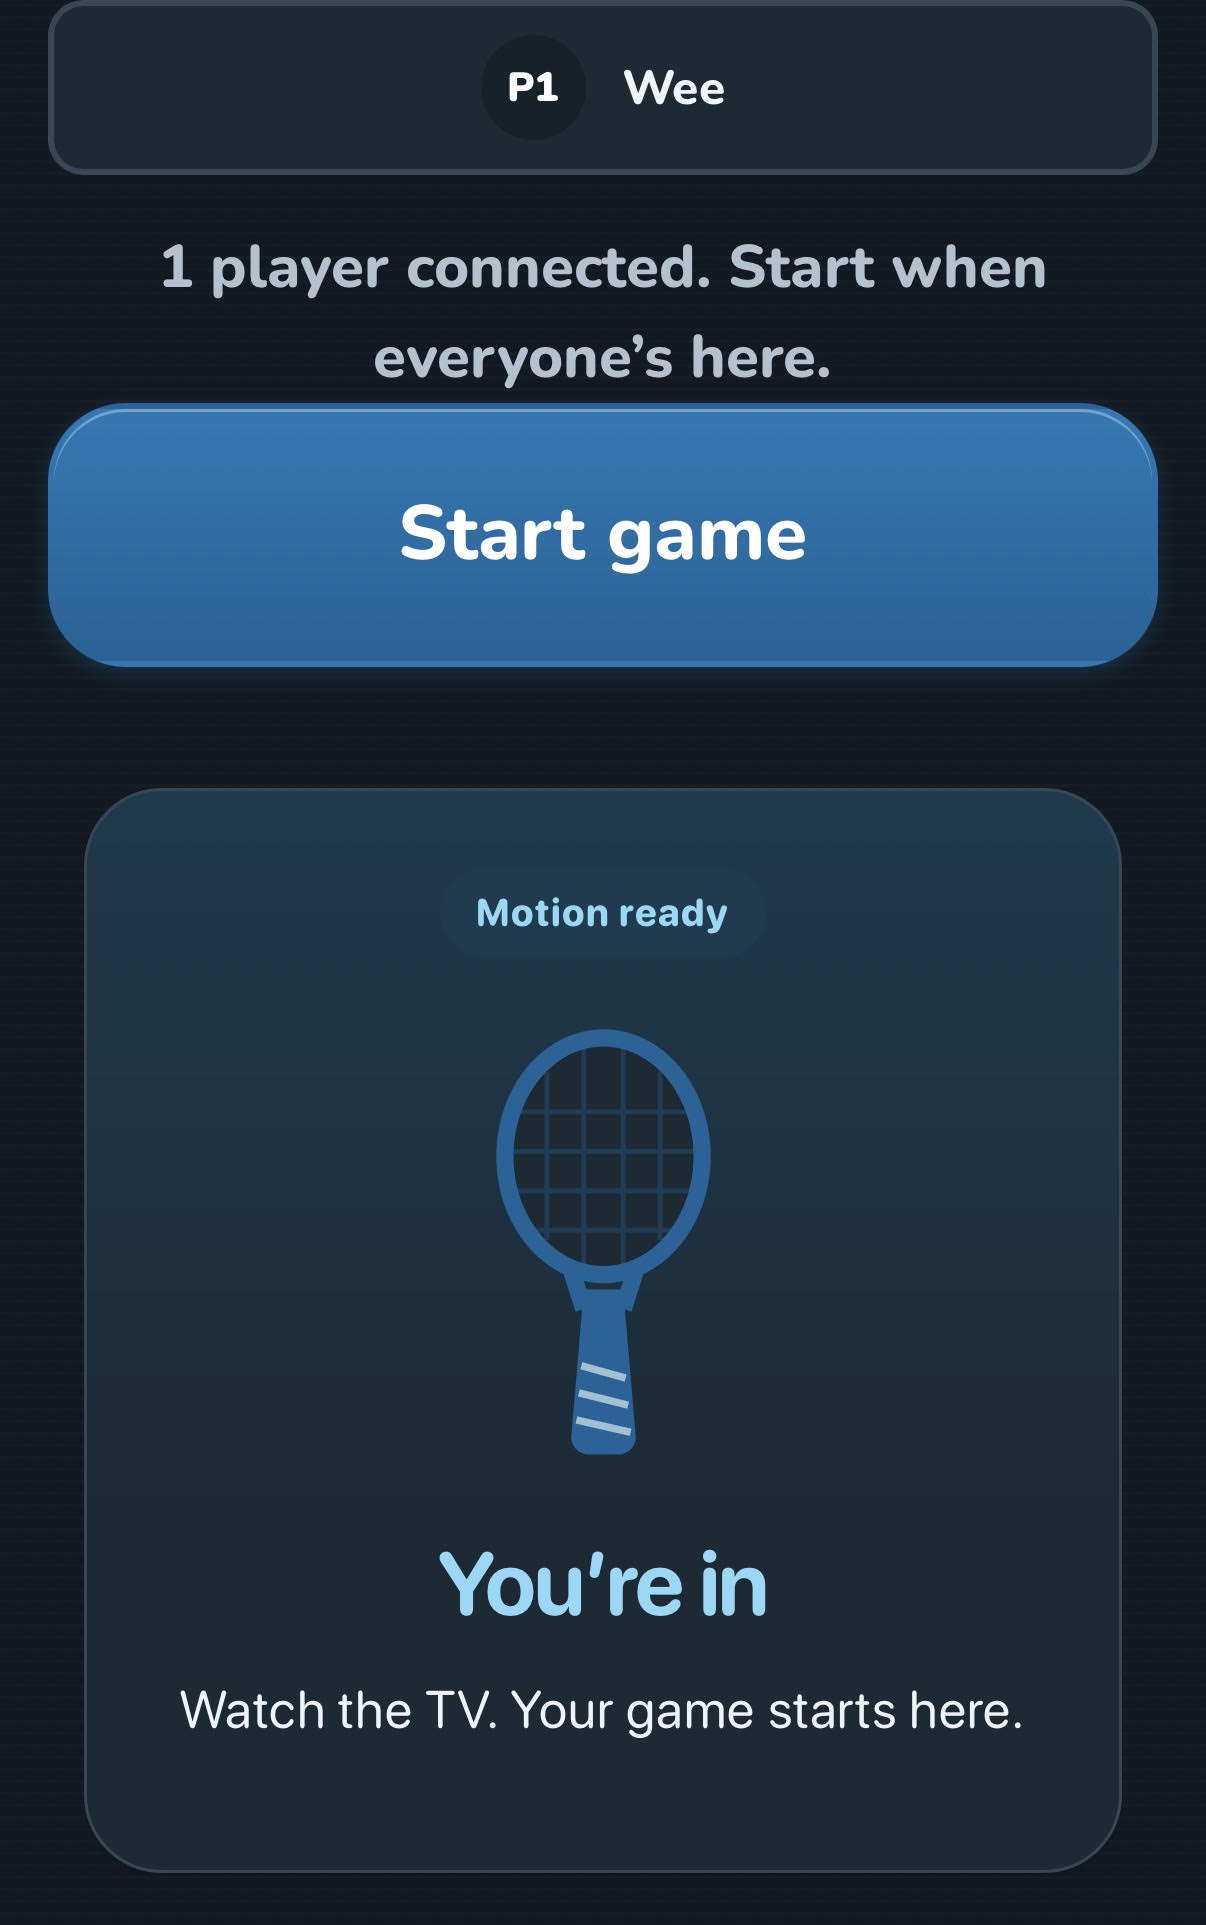 P1 Wee
1 player connected. Start when
everyone’s here.
Start game
Motion ready
You're in
Watch the TV. Your game starts here.